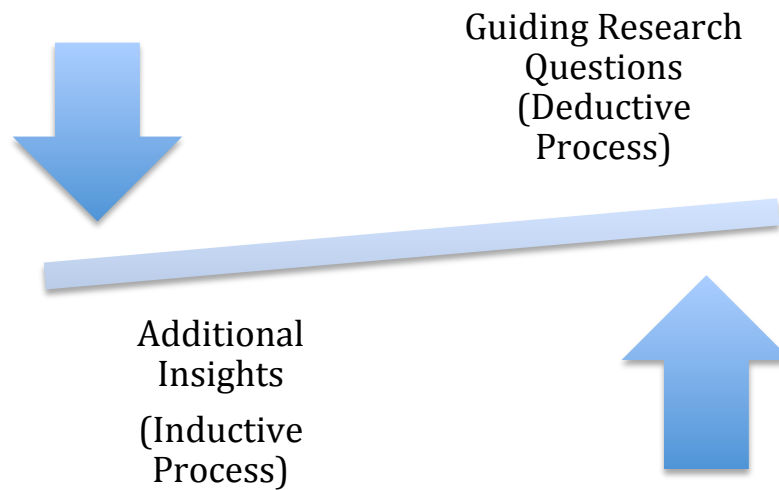 Guiding Research
Questions
(Deductive
Process)
Additional
Insights
(Inductive
Process)